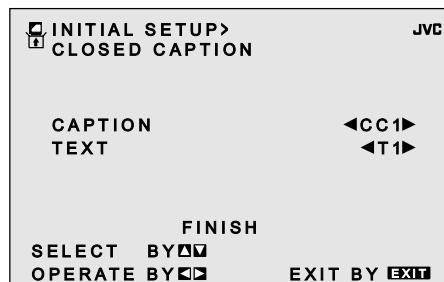 INITIAL SETUP> JVC
CLOSED CAPTION
CAPTION ◀CC1▶
TEXT ◀T1▶
FINISH
SELECT BY▲▼
OPERATE BY◀▶ EXIT BY EXIT